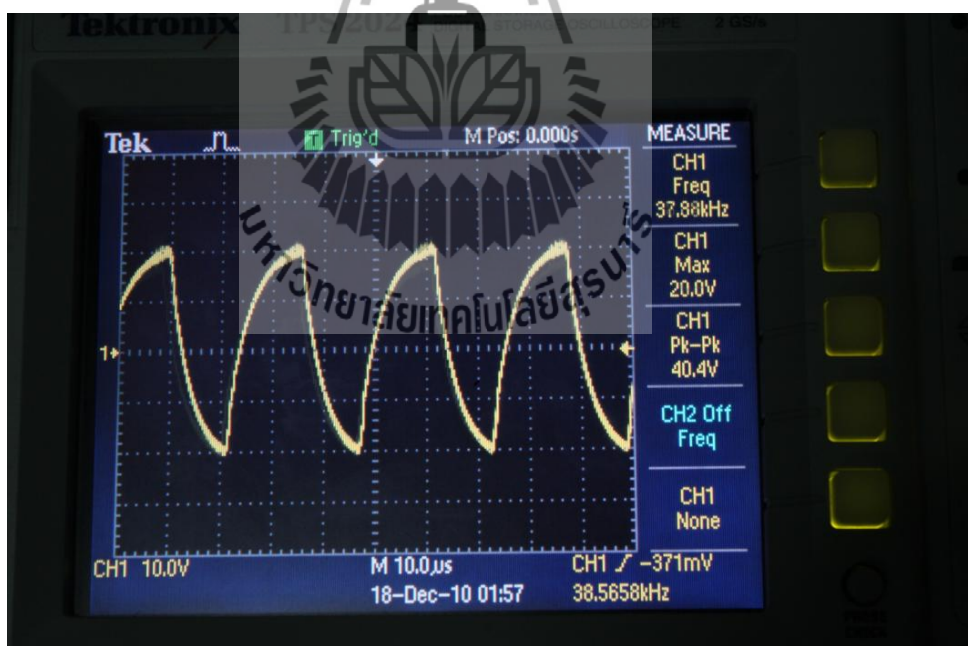 Tektronix TPS 2024 DIGITAL STORAGE OSCILLOSCOPE 2 GS/s
Tek Trig'd M Pos: 0.000s MEASURE
CH1
Freq
37.88kHz
CH1
Max
20.0V
CH1
Pk-Pk
40.4V
CH2 Off
Freq
CH1
None
1
CH1 10.0V M 10.0µs CH1 -371mV
18-Dec-10 01:57 38.5658kHz
มหาวิทยาลัยเทคโนโลยีสุรนารี